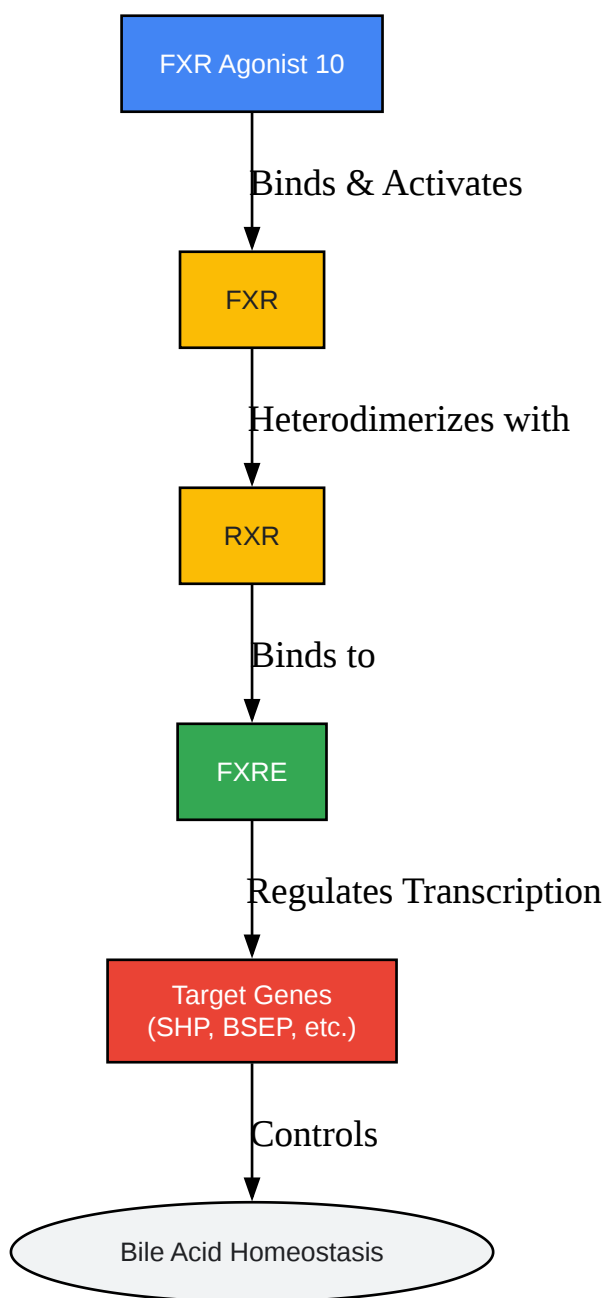 FXR Agonist 10
Binds & Activates
FXR
Heterodimerizes with
RXR
Binds to
FXRE
Regulates Transcription
Target Genes
(SHP, BSEP, etc.)
Controls
Bile Acid Homeostasis